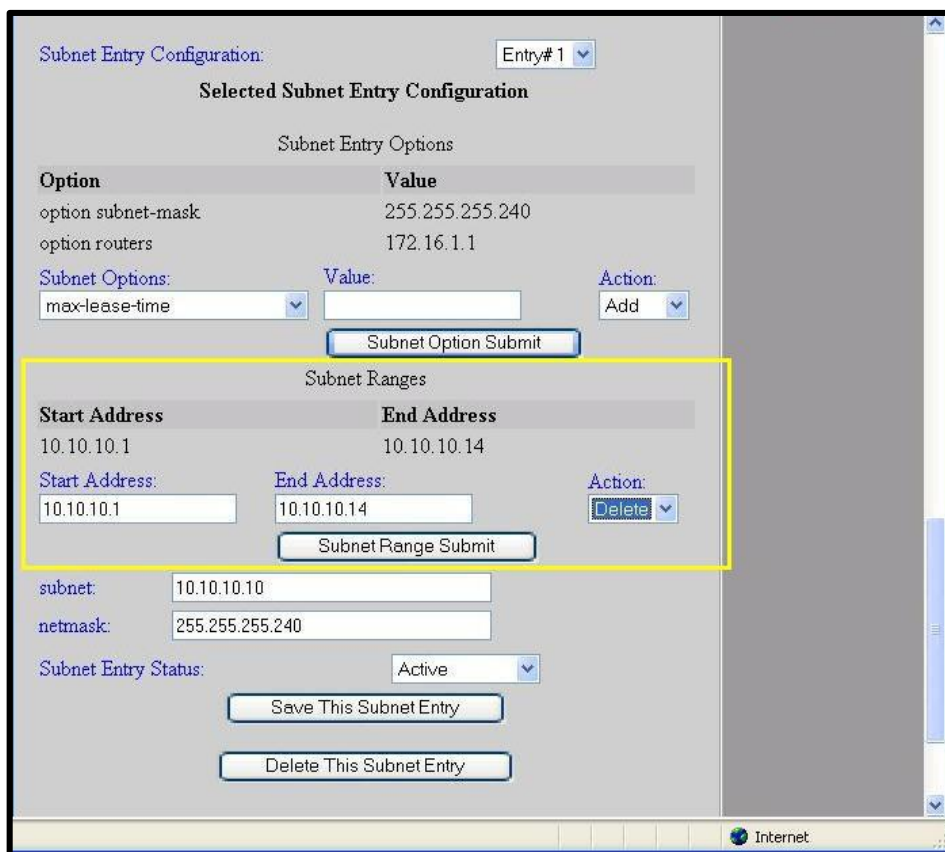 Subnet Entry Configuration: Entry# 1
Selected Subnet Entry Configuration
Subnet Entry Options
Option Value
option subnet-mask 255.255.255.240
option routers 172.16.1.1
Subnet Options: Value: Action:
max-lease-time Add
Subnet Option Submit
Subnet Ranges
Start Address End Address
10.10.10.1 10.10.10.14
Start Address: End Address: Action:
10.10.10.1 10.10.10.14 Delete
Subnet Range Submit
subnet: 10.10.10.10
netmask: 255.255.255.240
Subnet Entry Status: Active
Save This Subnet Entry
Delete This Subnet Entry
Internet